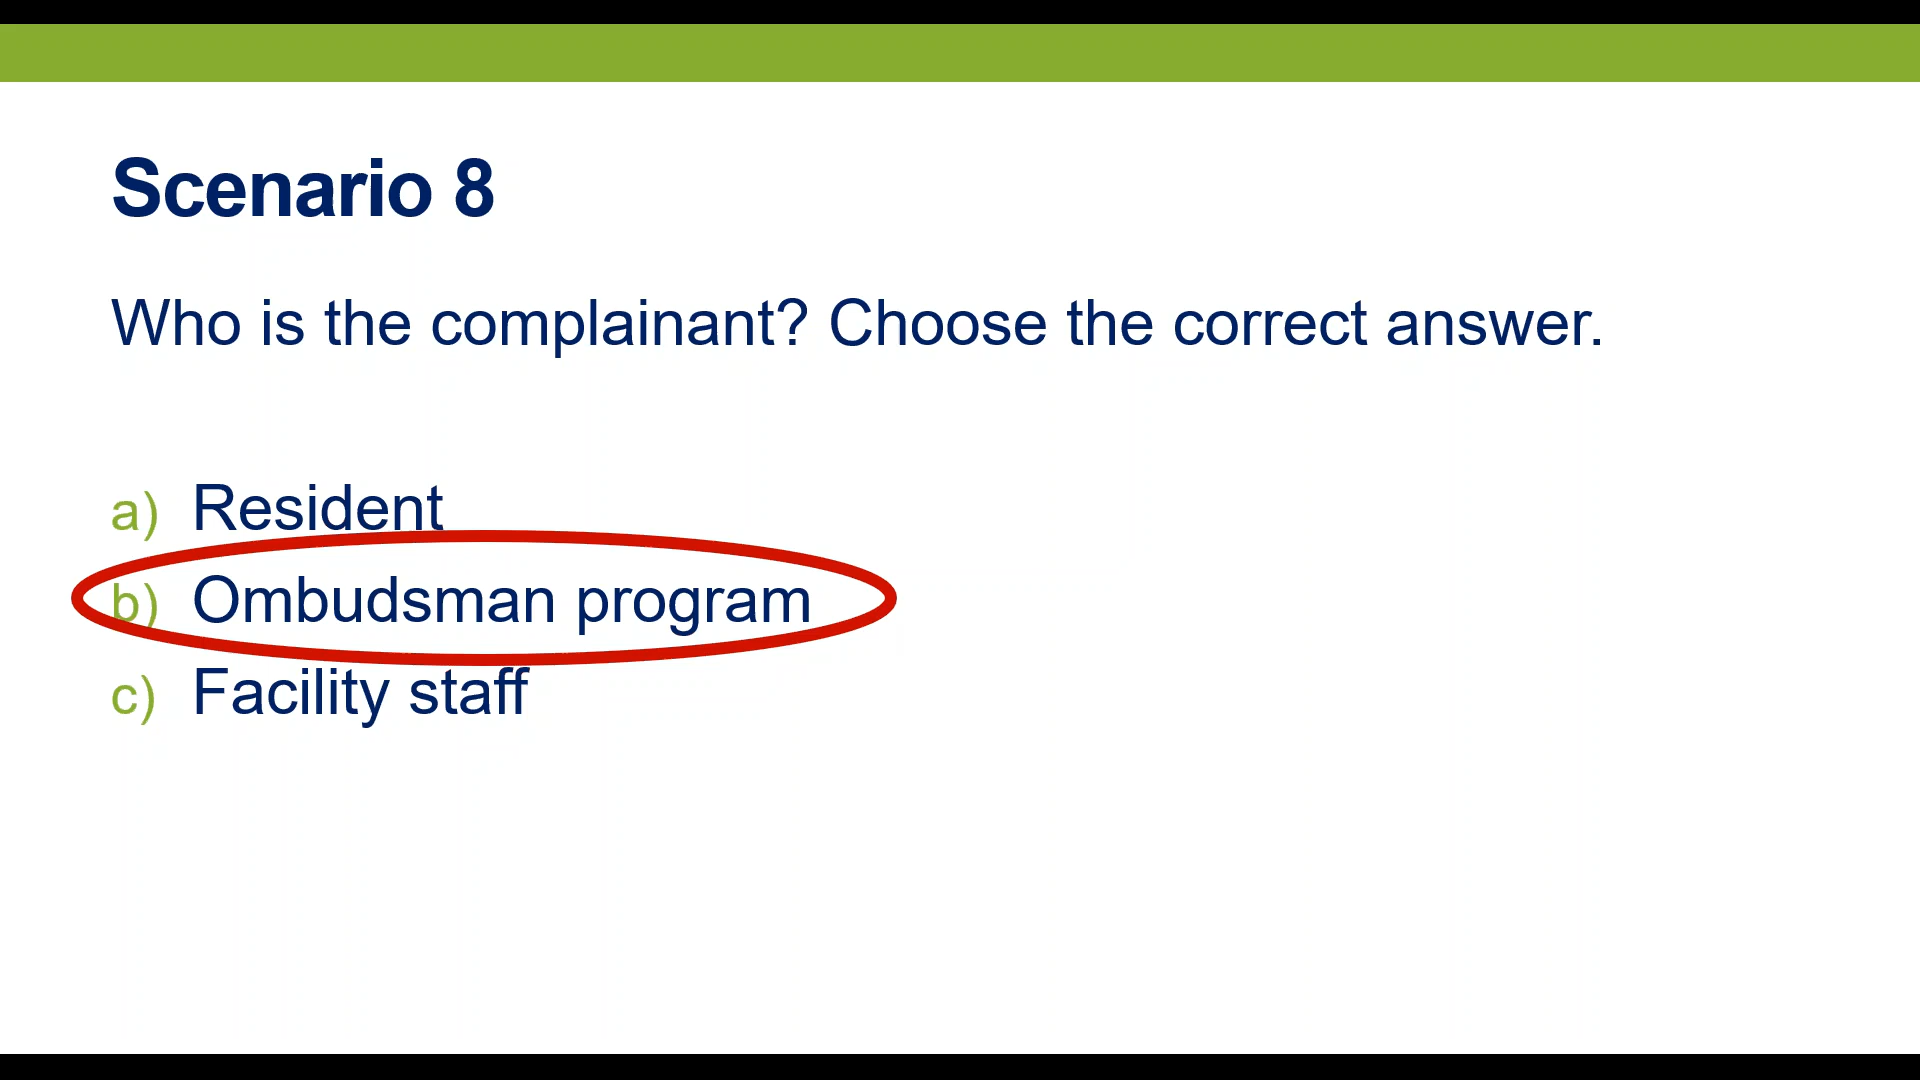 Scenario 8
Who is the complainant? Choose the correct answer.
a) Resident
b) Ombudsman program
c) Facility staff